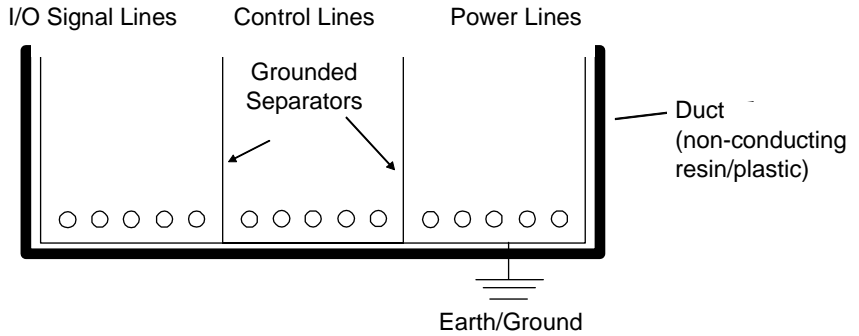 I/O Signal Lines
Control Lines
Power Lines
Grounded
Separators
Duct
(non-conducting
resin/plastic)
Earth/Ground